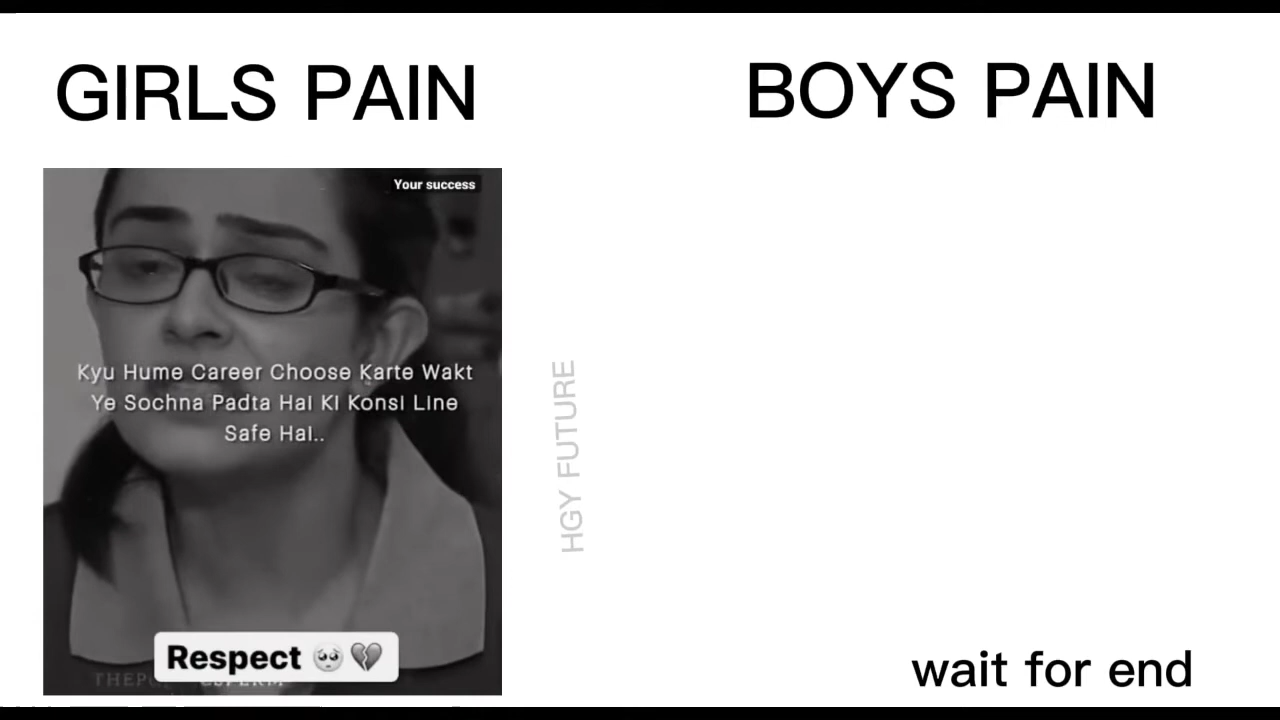 GIRLS PAIN
BOYS PAIN
Your success
Kyu Hume Career Choose Karte Wakt
Ye Sochna Padta Hai Ki Konsi Line
Safe Hai..
HGY FUTURE
Respect 🥺💔
wait for end